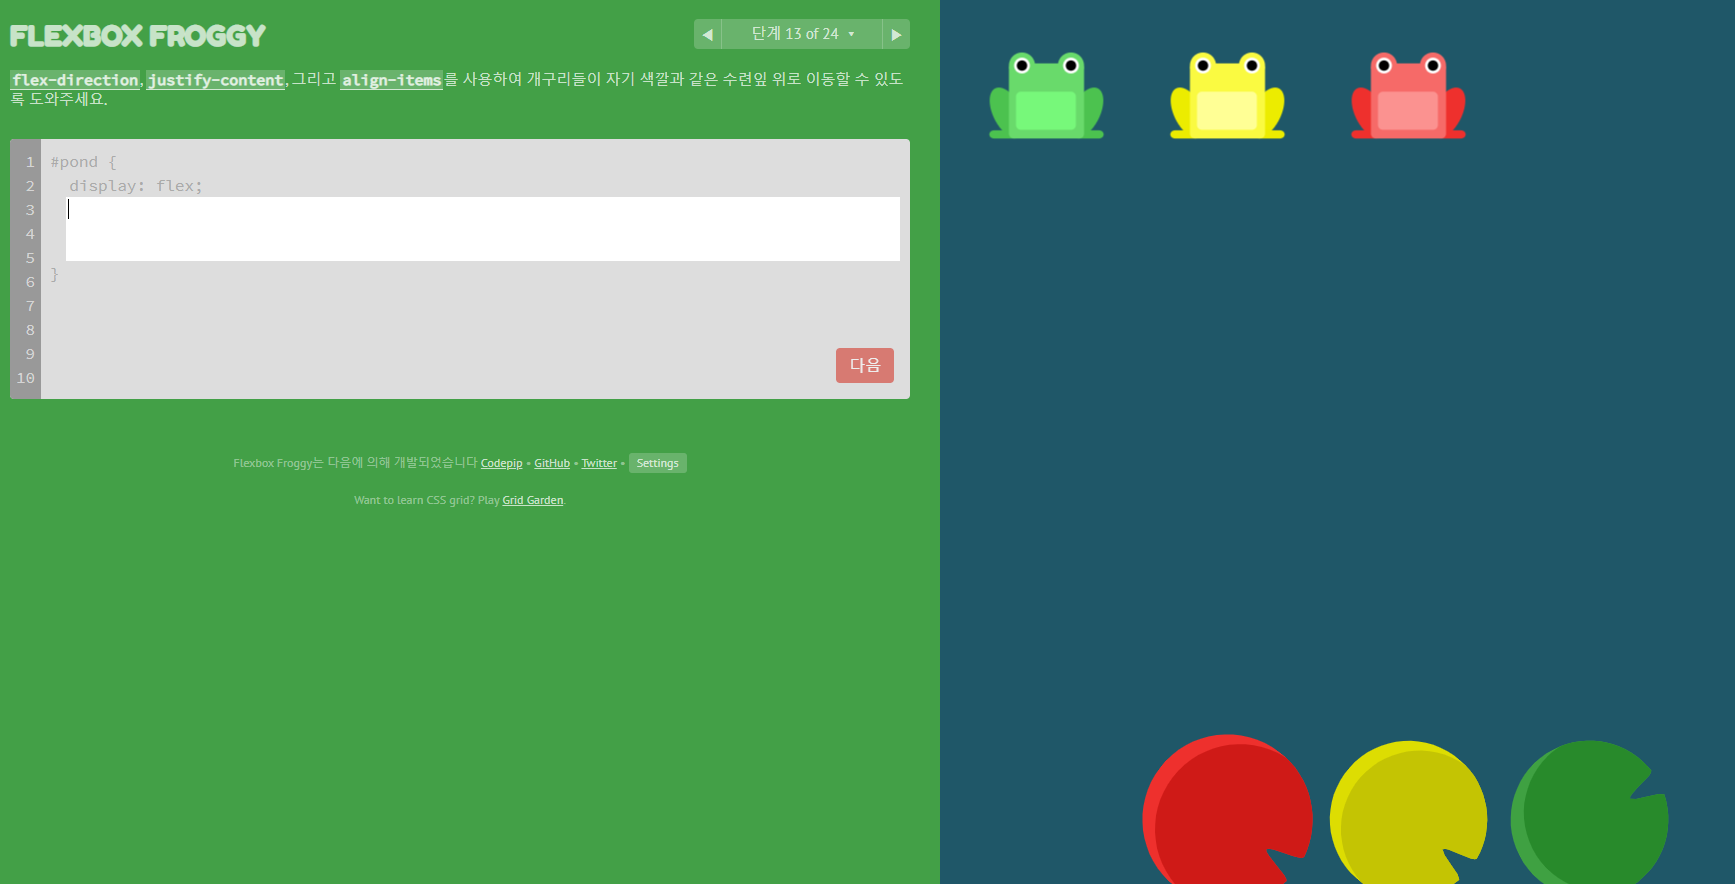 FLEXBOX FROGGY
◀ 단계 13 of 24 ▾ ▶
flex-direction, justify-content, 그리고 align-items를 사용하여 개구리들이 자기 색깔과 같은 수련잎 위로 이동할 수 있도
록 도와주세요.
1 #pond {
2 display: flex;
3
4
5
}
6
7
8
9
다음
10
Flexbox Froggy는 다음에 의해 개발되었습니다 Codepip • GitHub • Twitter • Settings
Want to learn CSS grid? Play Grid Garden.